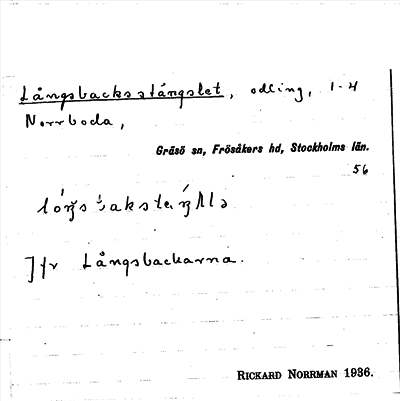 Långsbacksstängslet, odling, 1-4
Norrboda,
Gräsö sn, Frösåkers hd, Stockholms län.
56
Jfr Långsbackarna.
RICKARD NORRMAN 1936.